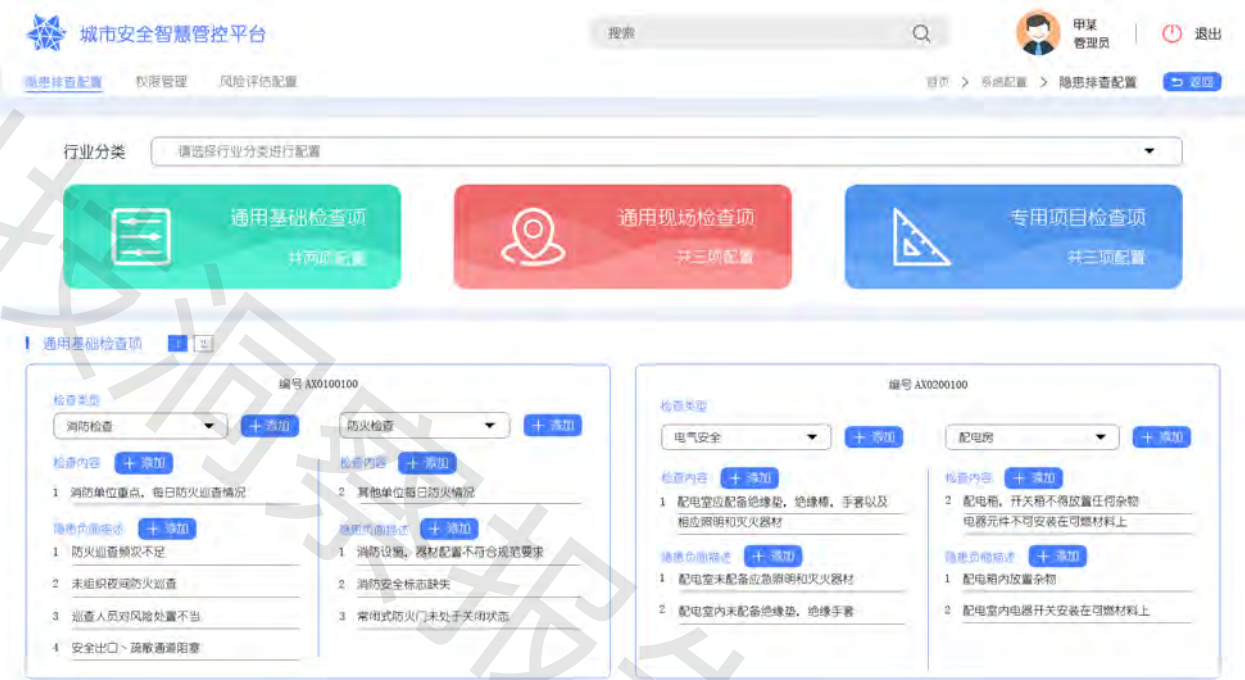 城市安全智慧管控平台
搜索
甲某
管理员
退出
隐患排查配置 权限管理 风险评估配置
首页 > 系统配置 > 隐患排查配置 返回
行业分类 请选择行业分类进行配置
通用基础检查项
共两项配置
通用现场检查项
共三项配置
专用项目检查项
共三项配置
通用基础检查项 1 2
编号 AX0100100
检查类型
消防检查 + 添加 防火检查 + 添加
检查内容 + 添加 检查内容 + 添加
1 消防单位重点，每日防火巡查情况
2 其他单位每日防火情况
隐患负面描述 + 添加 隐患负面描述 + 添加
1 防火巡查频次不足
1 消防设施，器材配置不符合规范要求
2 未组织夜间防火巡查
2 消防安全标志缺失
3 巡查人员对风险处置不当
3 常闭式防火门未处于关闭状态
4 安全出口、疏散通道阻塞
编号 AX0200100
检查类型
电气安全 + 添加 配电房 + 添加
检查内容 + 添加 检查内容 + 添加
1 配电室应配备绝缘垫，绝缘棒，手套以及
相应照明和灭火器材
2 配电箱，开关箱不得放置任何杂物
电器元件不可安装在可燃材料上
隐患负面描述 + 添加 隐患负面描述 + 添加
1 配电室未配备应急照明和灭火器材
1 配电箱内放置杂物
2 配电室内未配备绝缘垫，绝缘手套
2 配电室内电器开关安装在可燃材料上